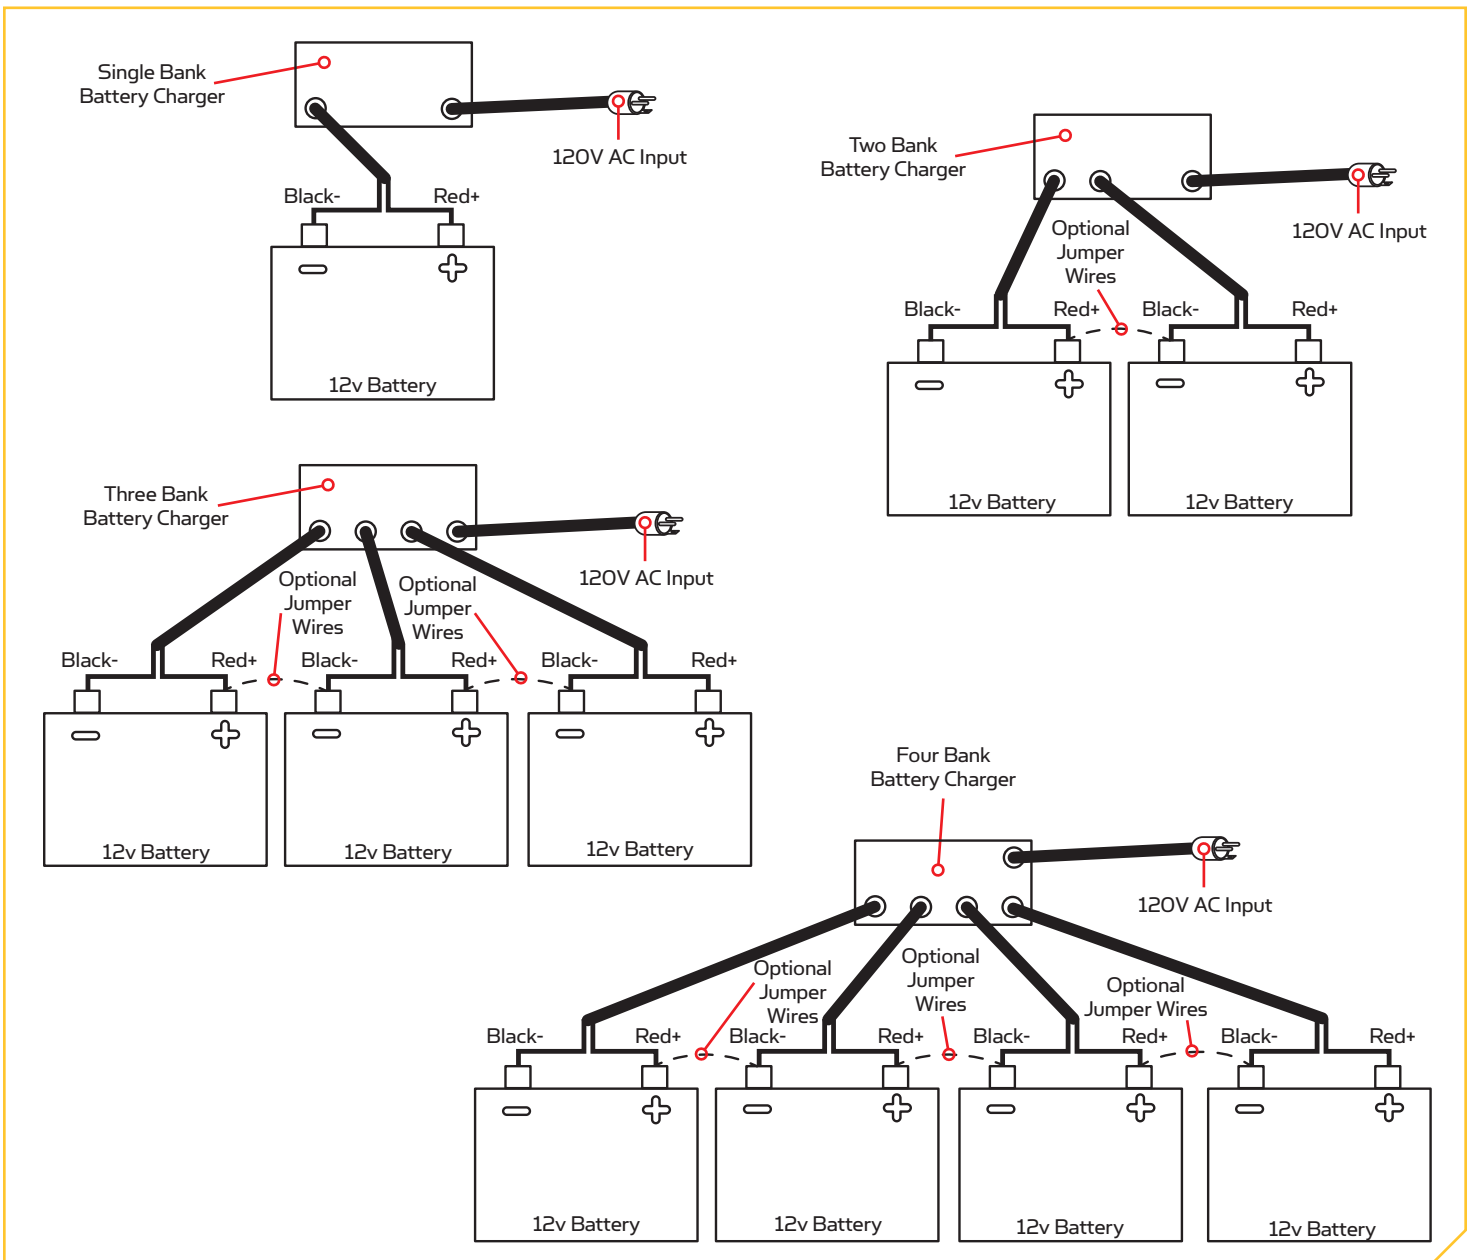 Single Bank
Battery Charger
120V AC Input
Black-
Red+
12v Battery
Two Bank
Battery Charger
120V AC Input
Optional
Jumper
Wires
Black-
Red+
Black-
Red+
12v Battery
12v Battery
Three Bank
Battery Charger
120V AC Input
Optional
Jumper
Wires
Optional
Jumper
Wires
Black-
Red+
Black-
Red+
Black-
Red+
12v Battery
12v Battery
12v Battery
Four Bank
Battery Charger
120V AC Input
Optional
Jumper
Wires
Optional
Jumper
Wires
Optional
Jumper Wires
Black-
Red+
Black-
Red+
Black-
Red+
Black-
Red+
12v Battery
12v Battery
12v Battery
12v Battery